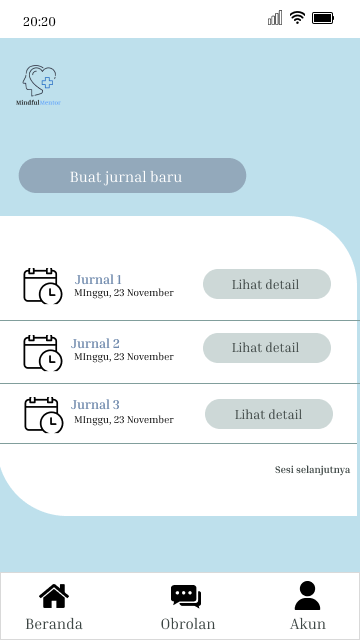 20:20
MindfulMentor
Buat jurnal baru
Jurnal 1
MInggu, 23 November
Lihat detail
Jurnal 2
MInggu, 23 November
Lihat detail
Jurnal 3
MInggu, 23 November
Lihat detail
Sesi selanjutnya
Beranda
Obrolan
Akun